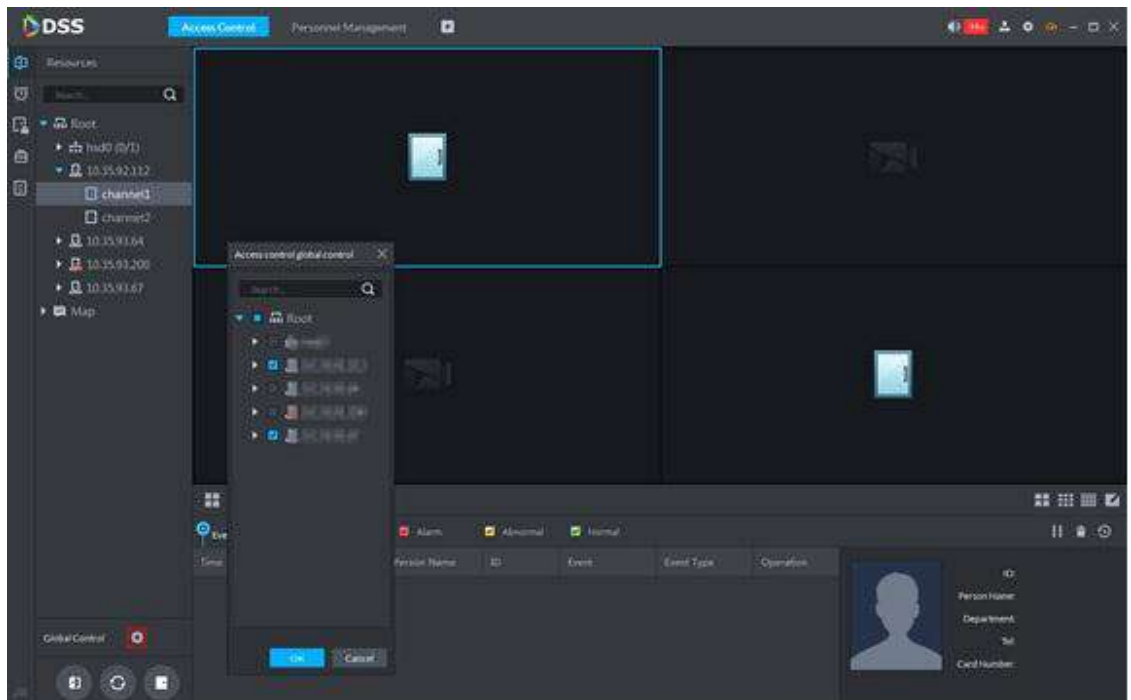 DSS
Access Control
Personnel Management
Resources
Search...
Root
hsd0 (0/1)
10.35.92.112
channel1
channel2
10.35.93.64
10.35.93.200
10.35.93.67
Map
Access control global control
Search...
Root
Alarm
Abnormal
Normal
Time
Person Name
ID
Event
Event Type
Operation
ID:
Person Name:
Department:
Tel:
Card Number:
Global Control
OK
Cancel